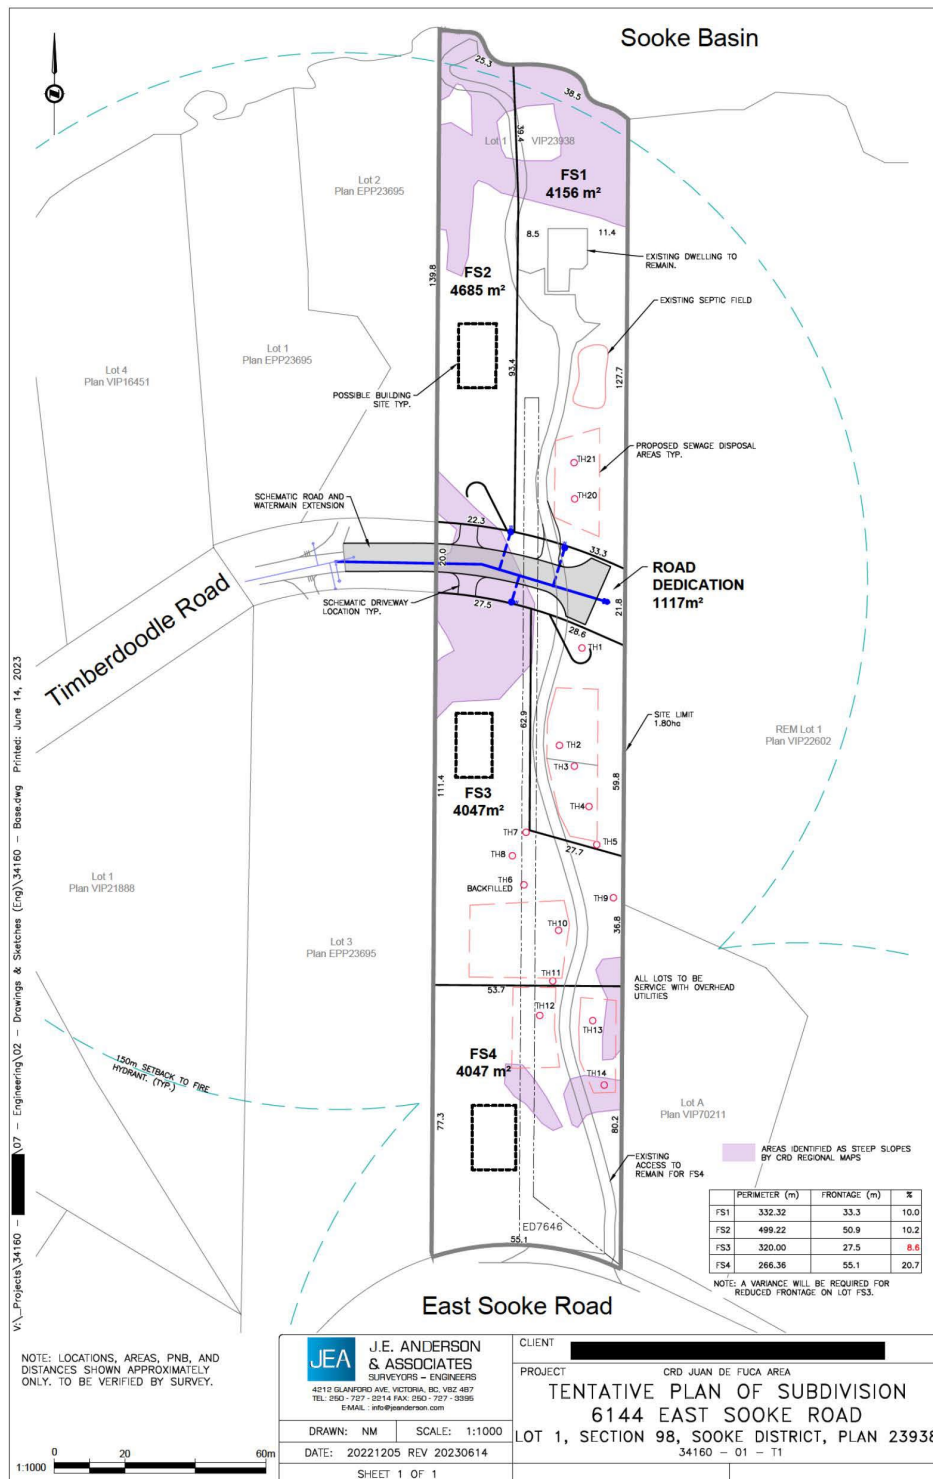 Sooke Basin
25.3
38.5
39.4
Lot 1 VIP23938
FS1
4156 m²
Lot 2
Plan EPP23695
8.5
11.4
EXISTING DWELLING TO
REMAIN.
139.8
FS2
4685 m²
EXISTING SEPTIC FIELD
Lot 1
Plan EPP23695
Lot 4
Plan VIP16451
93.4
127.7
POSSIBLE BUILDING
SITE TYP.
PROPOSED SEWAGE DISPOSAL
AREAS TYP.
TH21
TH20
SCHEMATIC ROAD AND
WATERMAIN EXTENSION
22.3
33.3
20.0
ROAD
DEDICATION
1117m²
21.8
SCHEMATIC DRIVEWAY
LOCATION TYP.
27.5
28.6
TH1
Timberdoodle Road
62.9
SITE LIMIT
1.80ha
REM Lot 1
Plan VIP22602
TH2
TH3
TH4
59.8
111.4
FS3
4047m²
TH7
TH5
27.7
TH8
TH6
BACKFILLED
TH9
Lot 1
Plan VIP21888
36.8
TH10
Lot 3
Plan EPP23695
TH11
53.7
ALL LOTS TO BE
SERVICE WITH OVERHEAD
UTILITIES
TH12
TH13
FS4
4047 m²
150m SETBACK TO FIRE
HYDRANT. (TYP.)
TH14
Lot A
Plan VIP70211
77.3
80.2
AREAS IDENTIFIED AS STEEP SLOPES
BY CRD REGIONAL MAPS
EXISTING
ACCESS TO
REMAIN FOR FS4
ED7646
55.1
PERIMETER (m) FRONTAGE (m) %
FS1 332.32 33.3 10.0
FS2 499.22 50.9 10.2
FS3 320.00 27.5 8.6
FS4 266.36 55.1 20.7
NOTE: A VARIANCE WILL BE REQUIRED FOR
REDUCED FRONTAGE ON LOT FS3.
East Sooke Road
V:\_Projects\34160 - \07 - Engineering\02 - Drawings & Sketches (Eng)\34160 - Base.dwg Printed: June 14, 2023
NOTE: LOCATIONS, AREAS, PNB, AND
DISTANCES SHOWN APPROXIMATELY
ONLY. TO BE VERIFIED BY SURVEY.
0 20 60m
1:1000
JEA
J.E. ANDERSON
& ASSOCIATES
SURVEYORS - ENGINEERS
4212 GLANFORD AVE, VICTORIA, BC, V8Z 4B7
TEL: 250 - 727 - 2214 FAX: 250 - 727 - 3395
E-MAIL : info@jeanderson.com
DRAWN: NM SCALE: 1:1000
DATE: 20221205 REV 20230614
SHEET 1 OF 1
CLIENT
PROJECT CRD JUAN DE FUCA AREA
TENTATIVE PLAN OF SUBDIVISION
6144 EAST SOOKE ROAD
LOT 1, SECTION 98, SOOKE DISTRICT, PLAN 23938
34160 - 01 - T1